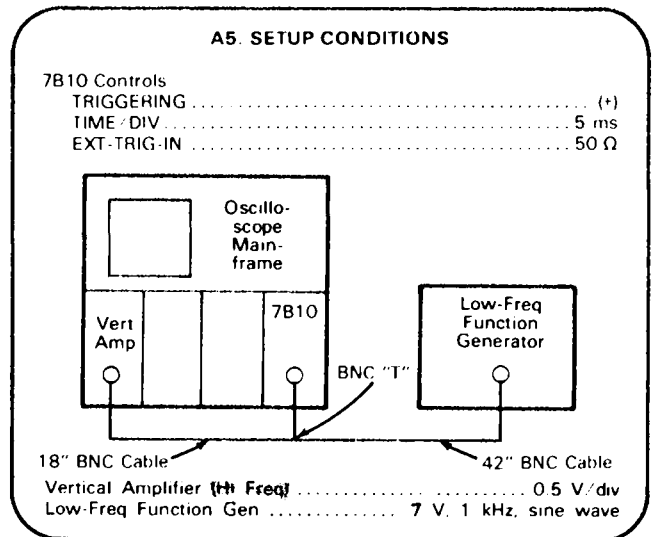 A5. SETUP CONDITIONS
7B10 Controls
TRIGGERING ........................................ (+)
TIME/DIV ........................................ 5 ms
EXT-TRIG-IN ........................................ 50 Ω
Oscillo-
scope
Main-
frame
Vert
Amp
7B10
Low-Freq
Function
Generator
BNC "T"
18" BNC Cable
42" BNC Cable
Vertical Amplifier (Hi Freq) .................... 0.5 V/div
Low-Freq Function Gen ............. 7 V, 1 kHz, sine wave